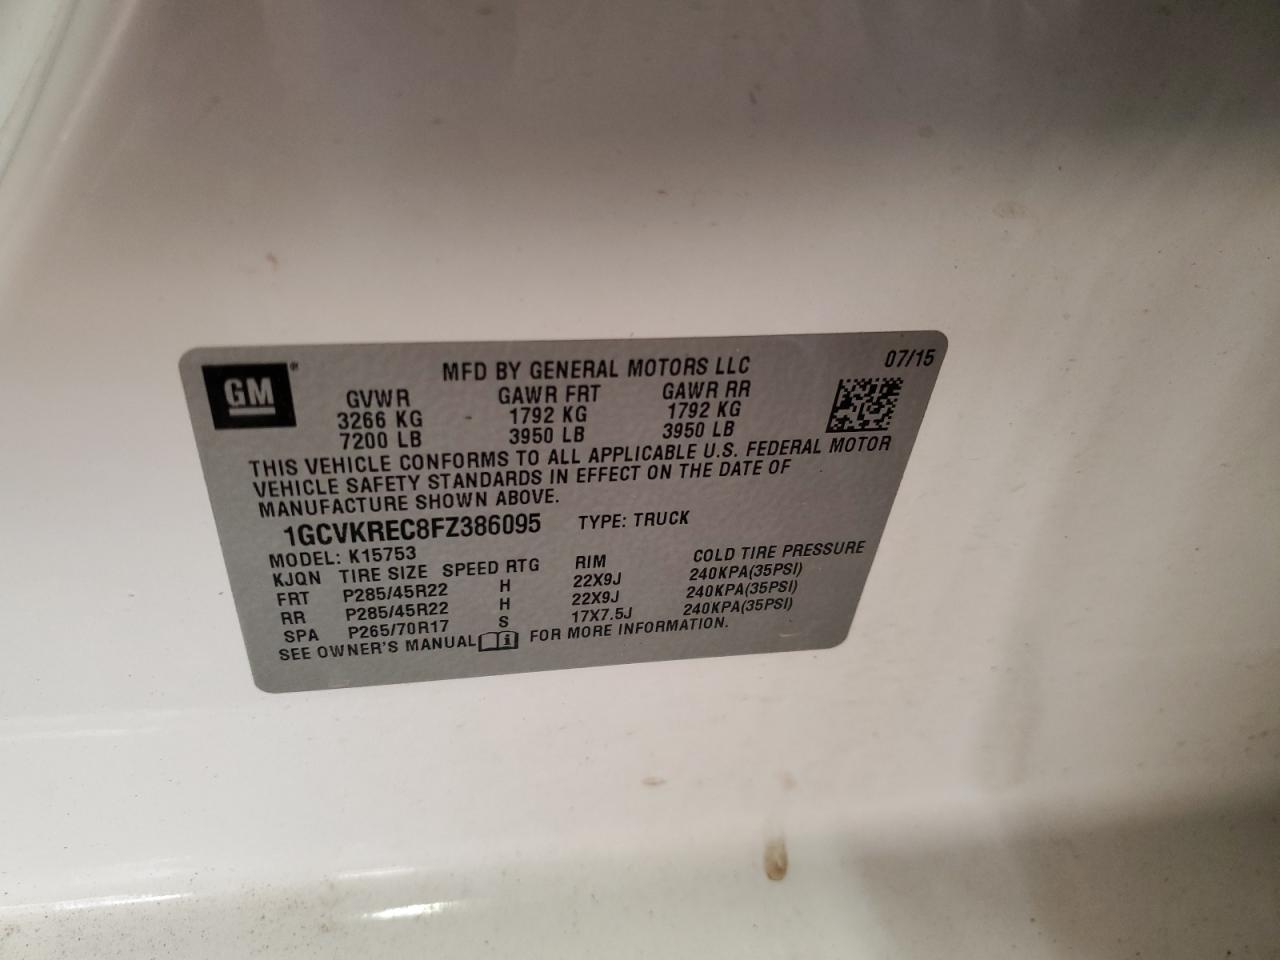 GM®
MFD BY GENERAL MOTORS LLC 07/15
GVWR GAWR FRT GAWR RR
3266 KG - 1792 KG 1792 KG
7200 LB 3950 LB 3950 LB
THIS VEHICLE CONFORMS TO ALL APPLICABLE U.S. FEDERAL MOTOR
VEHICLE SAFETY STANDARDS IN EFFECT ON THE DATE OF
MANUFACTURE SHOWN ABOVE.
1GCVKREC8FZ386095 TYPE: TRUCK
MODEL: K15753
KJQN TIRE SIZE SPEED RTG RIM COLD TIRE PRESSURE
FRT P285/45R22 H 22X9J 240KPA(35PSI)
RR P285/45R22 H 22X9J 240KPA(35PSI)
SPA P265/70R17 S 17X7.5J 240KPA(35PSI)
SEE OWNER'S MANUAL i FOR MORE INFORMATION.